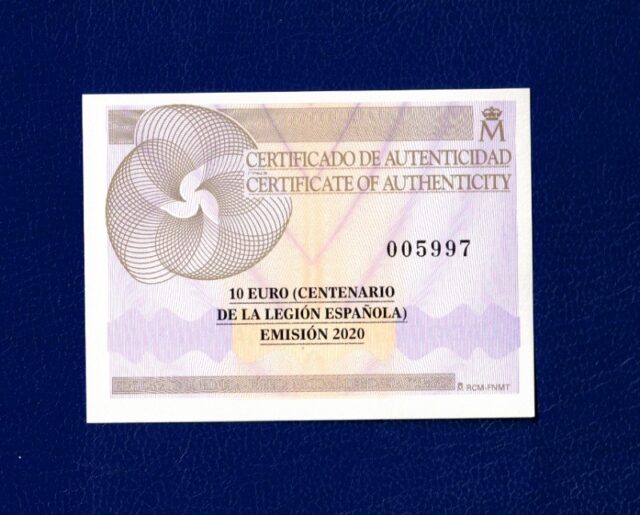 M
CERTIFICADO DE AUTENTICIDAD
CERTIFICATE OF AUTHENTICITY
005997
10 EURO (CENTENARIO
DE LA LEGIÓN ESPAÑOLA)
EMISIÓN 2020
RCM-FNMT